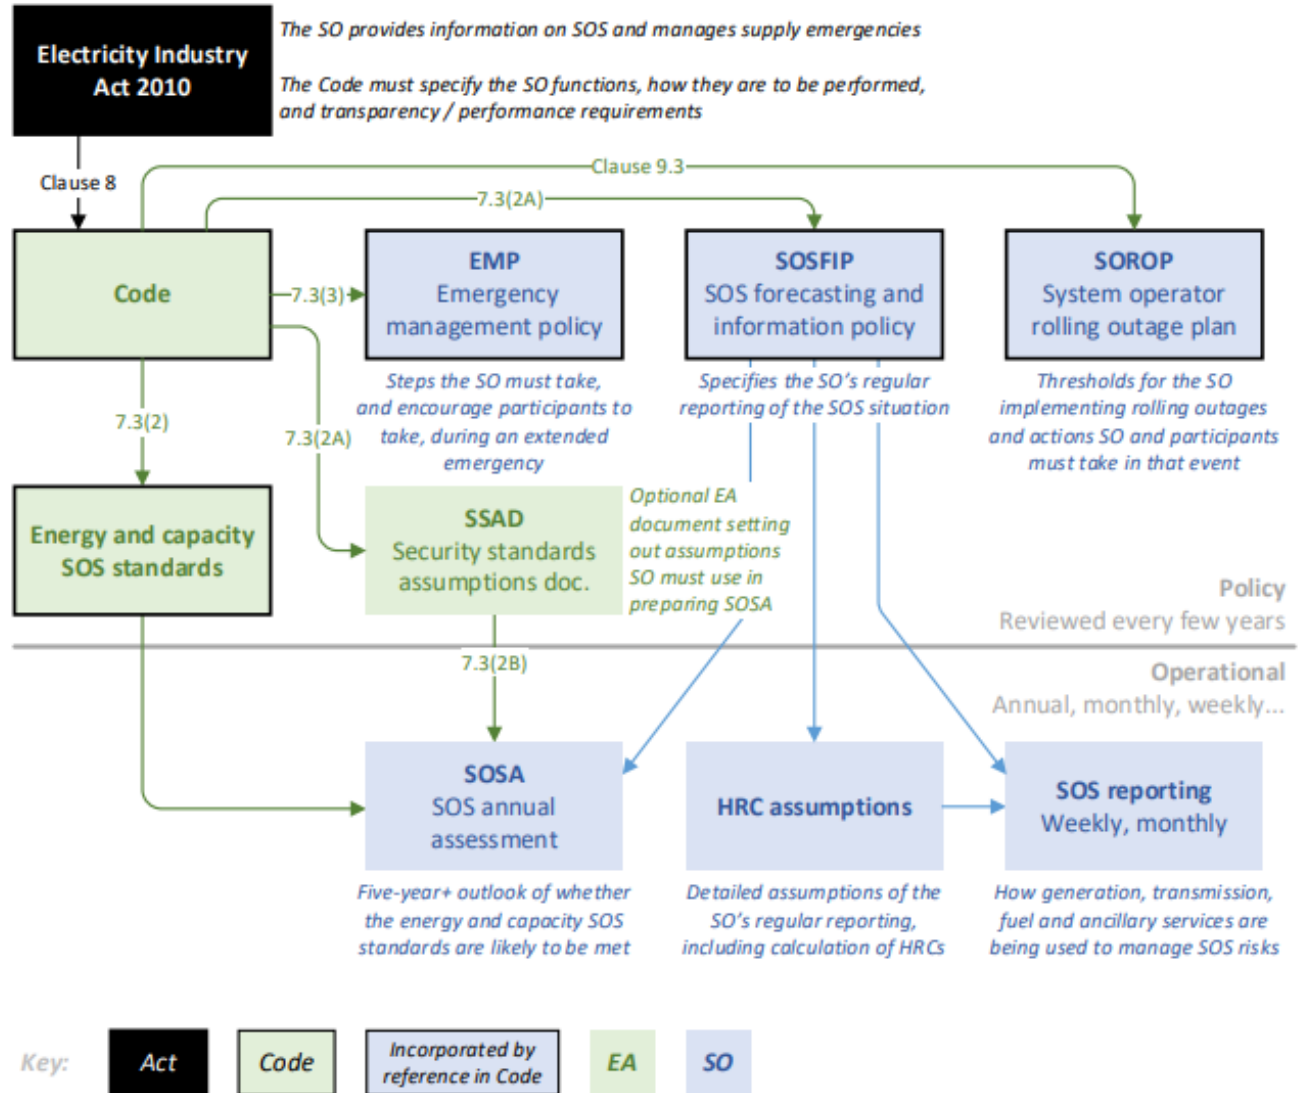 Electricity Industry
Act 2010
The SO provides information on SOS and manages supply emergencies
The Code must specify the SO functions, how they are to be performed,
and transparency / performance requirements
Clause 8
Clause 9.3
7.3(2A)
Code
7.3(3)
EMP
Emergency
management policy
SOSFIP
SOS forecasting and
information policy
SOROP
System operator
rolling outage plan
Steps the SO must take,
and encourage participants to
take, during an extended
emergency
Specifies the SO's regular
reporting of the SOS situation
Thresholds for the SO
implementing rolling outages
and actions SO and participants
must take in that event
7.3(2)
7.3(2A)
Energy and capacity
SOS standards
SSAD
Security standards
assumptions doc.
Optional EA
document setting
out assumptions
SO must use in
preparing SOSA
Policy
Reviewed every few years
7.3(2B)
Operational
Annual, monthly, weekly...
SOSA
SOS annual
assessment
HRC assumptions
SOS reporting
Weekly, monthly
Five-year+ outlook of whether
the energy and capacity SOS
standards are likely to be met
Detailed assumptions of the
SO's regular reporting,
including calculation of HRCs
How generation, transmission,
fuel and ancillary services are
being used to manage SOS risks
Key:
Act
Code
Incorporated by
reference in Code
EA
SO